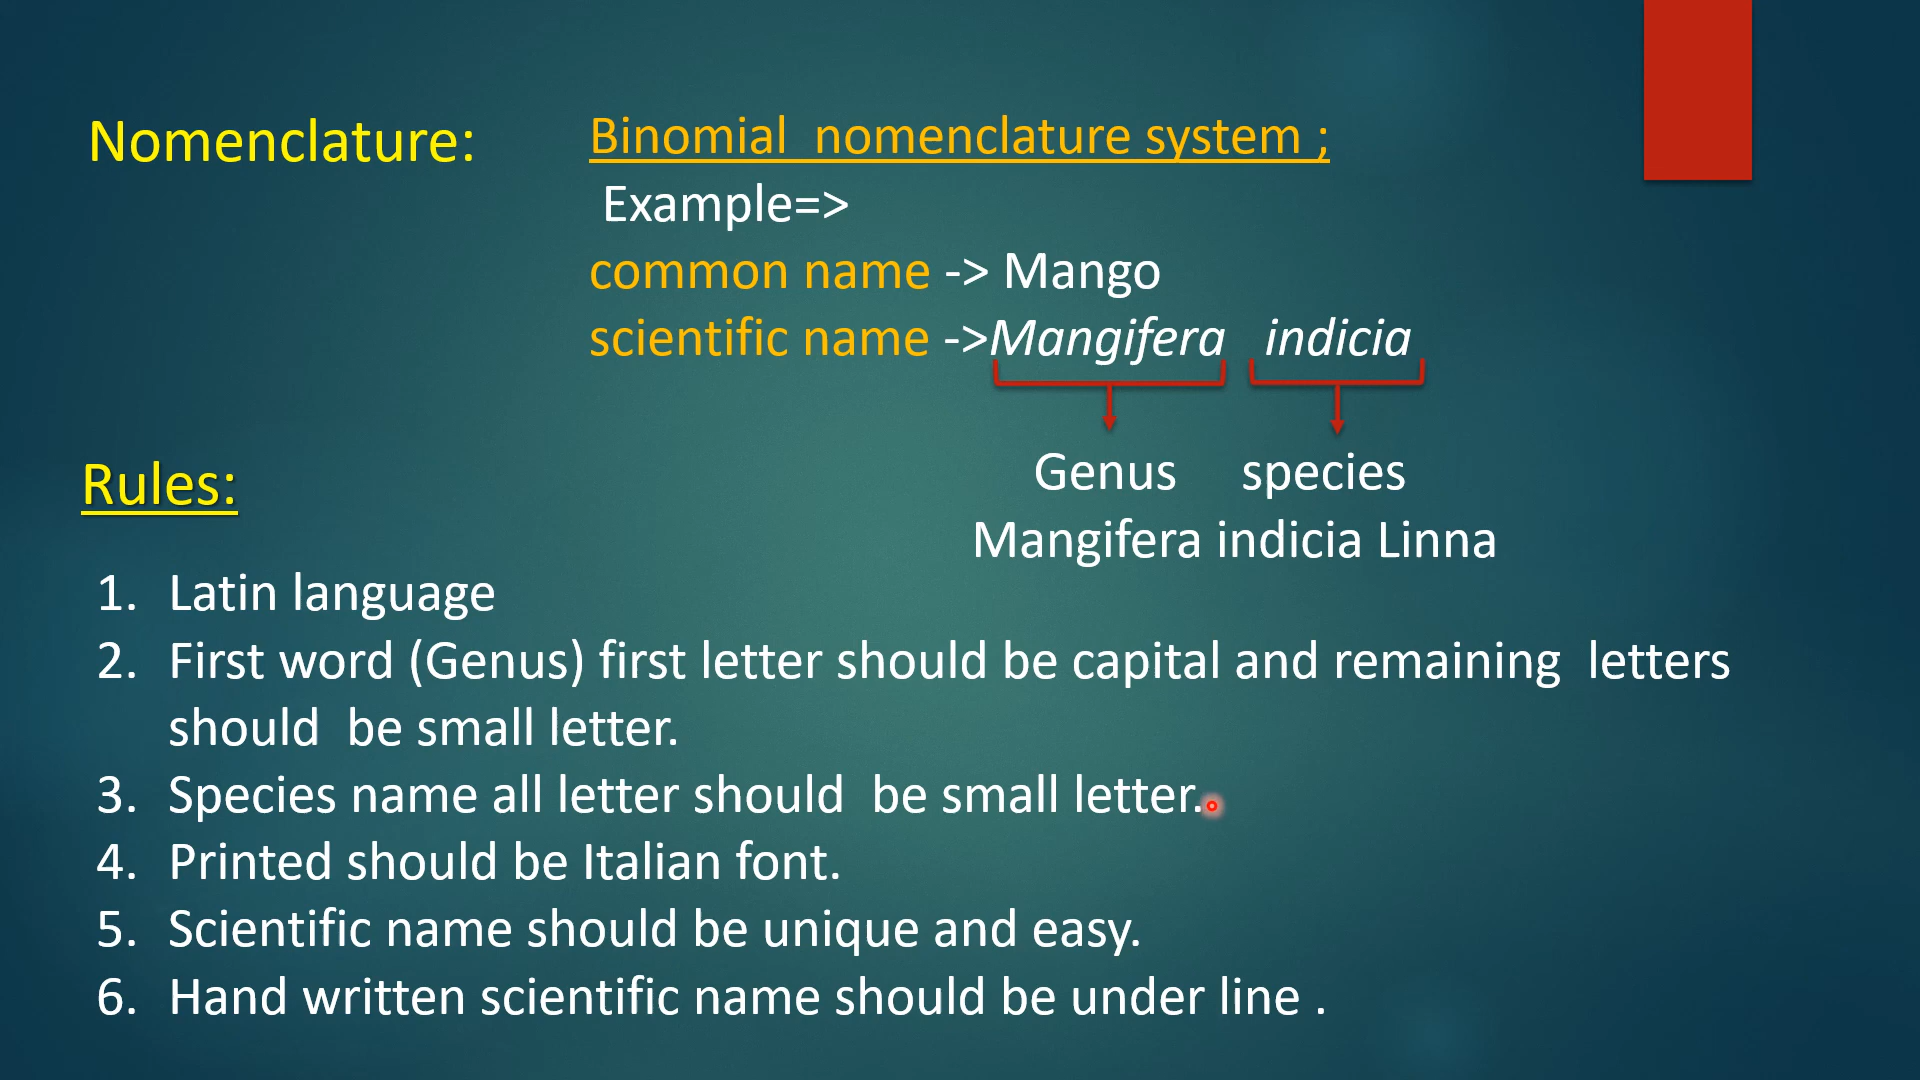 Nomenclature:
Binomial  nomenclature system ;
Example=>
common name -> Mango
scientific name ->Mangifera   indicia
Genus     species
Mangifera indicia Linna
Rules:
1. Latin language
2. First word (Genus) first letter should be capital and remaining  letters
should  be small letter.
3. Species name all letter should  be small letter.
4. Printed should be Italian font.
5. Scientific name should be unique and easy.
6. Hand written scientific name should be under line .